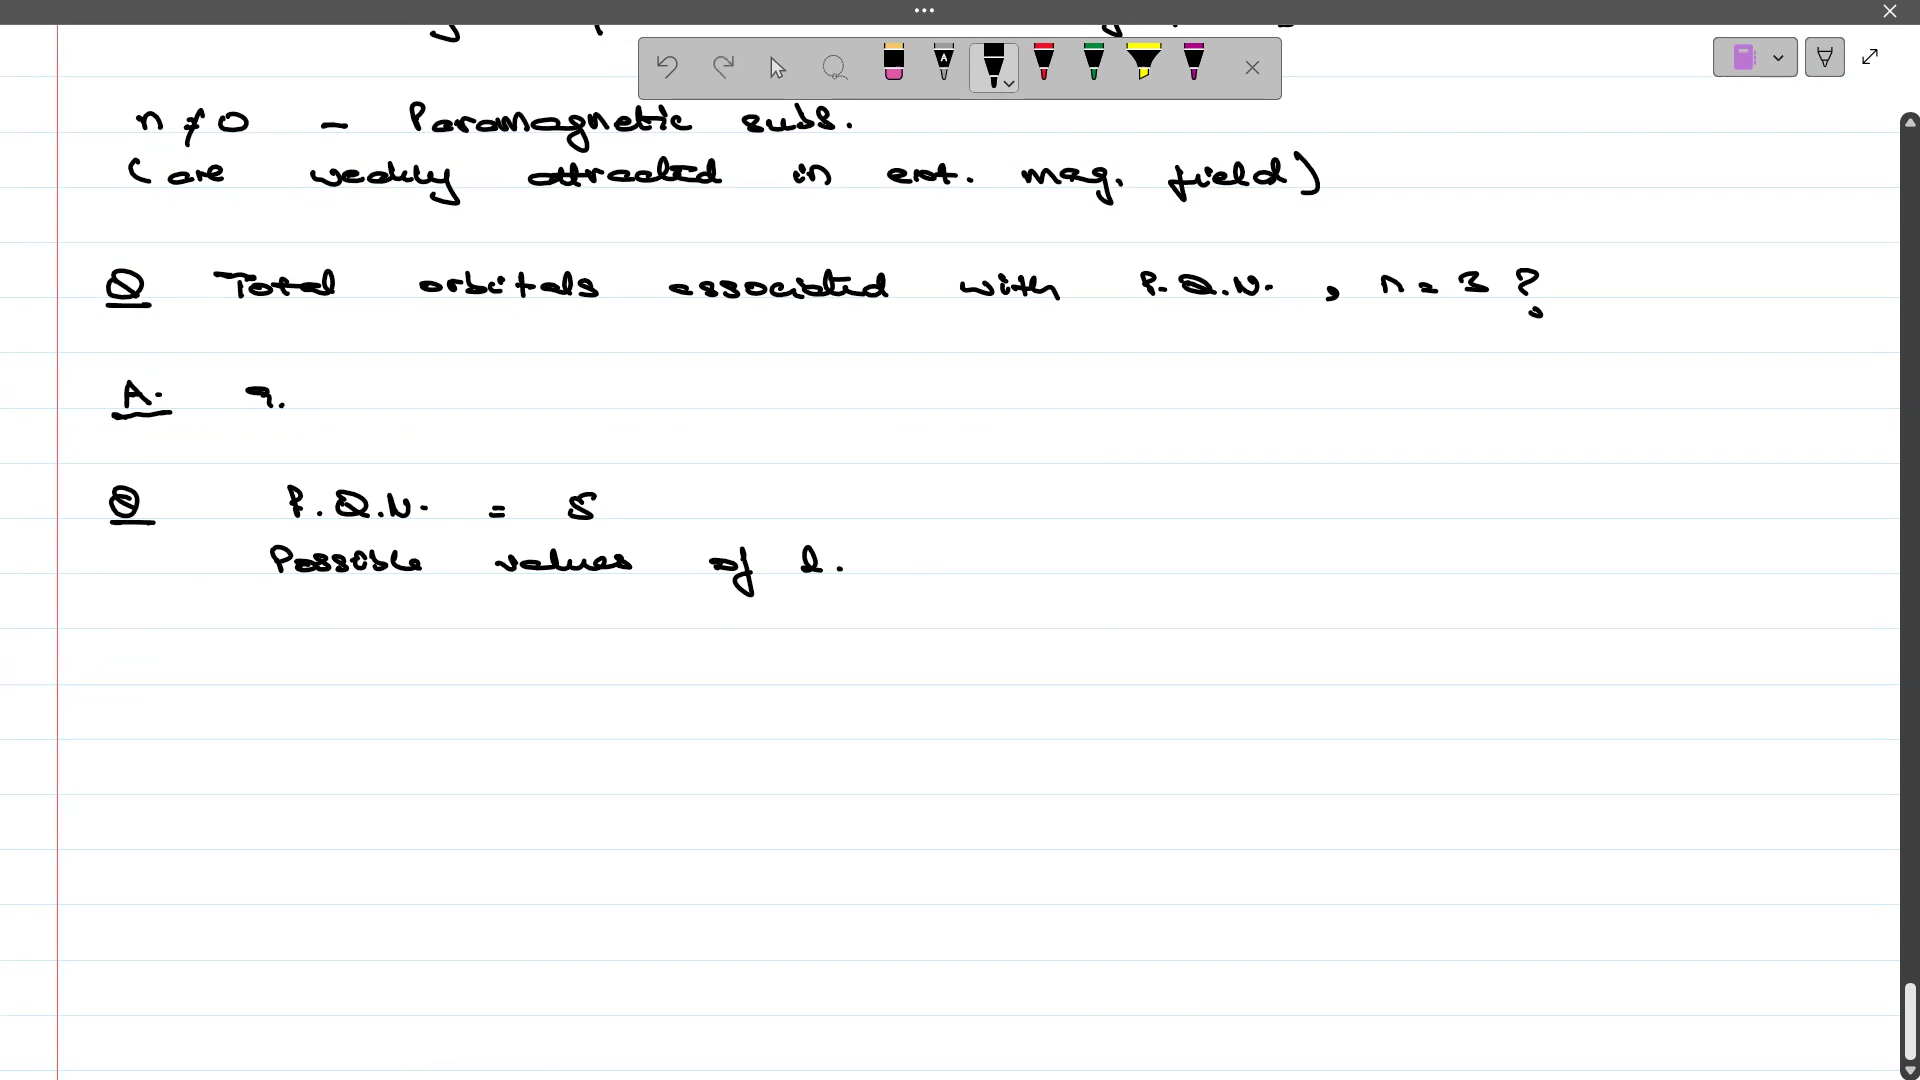 n ≠ 0 - Paramagnetic subs.
(are weakly attracted in ext. mag. field)
Q Total orbitals associated with P.Q.N., n = 3 ?
A. 9.
Q P.Q.N. = 5
Possible values of l.